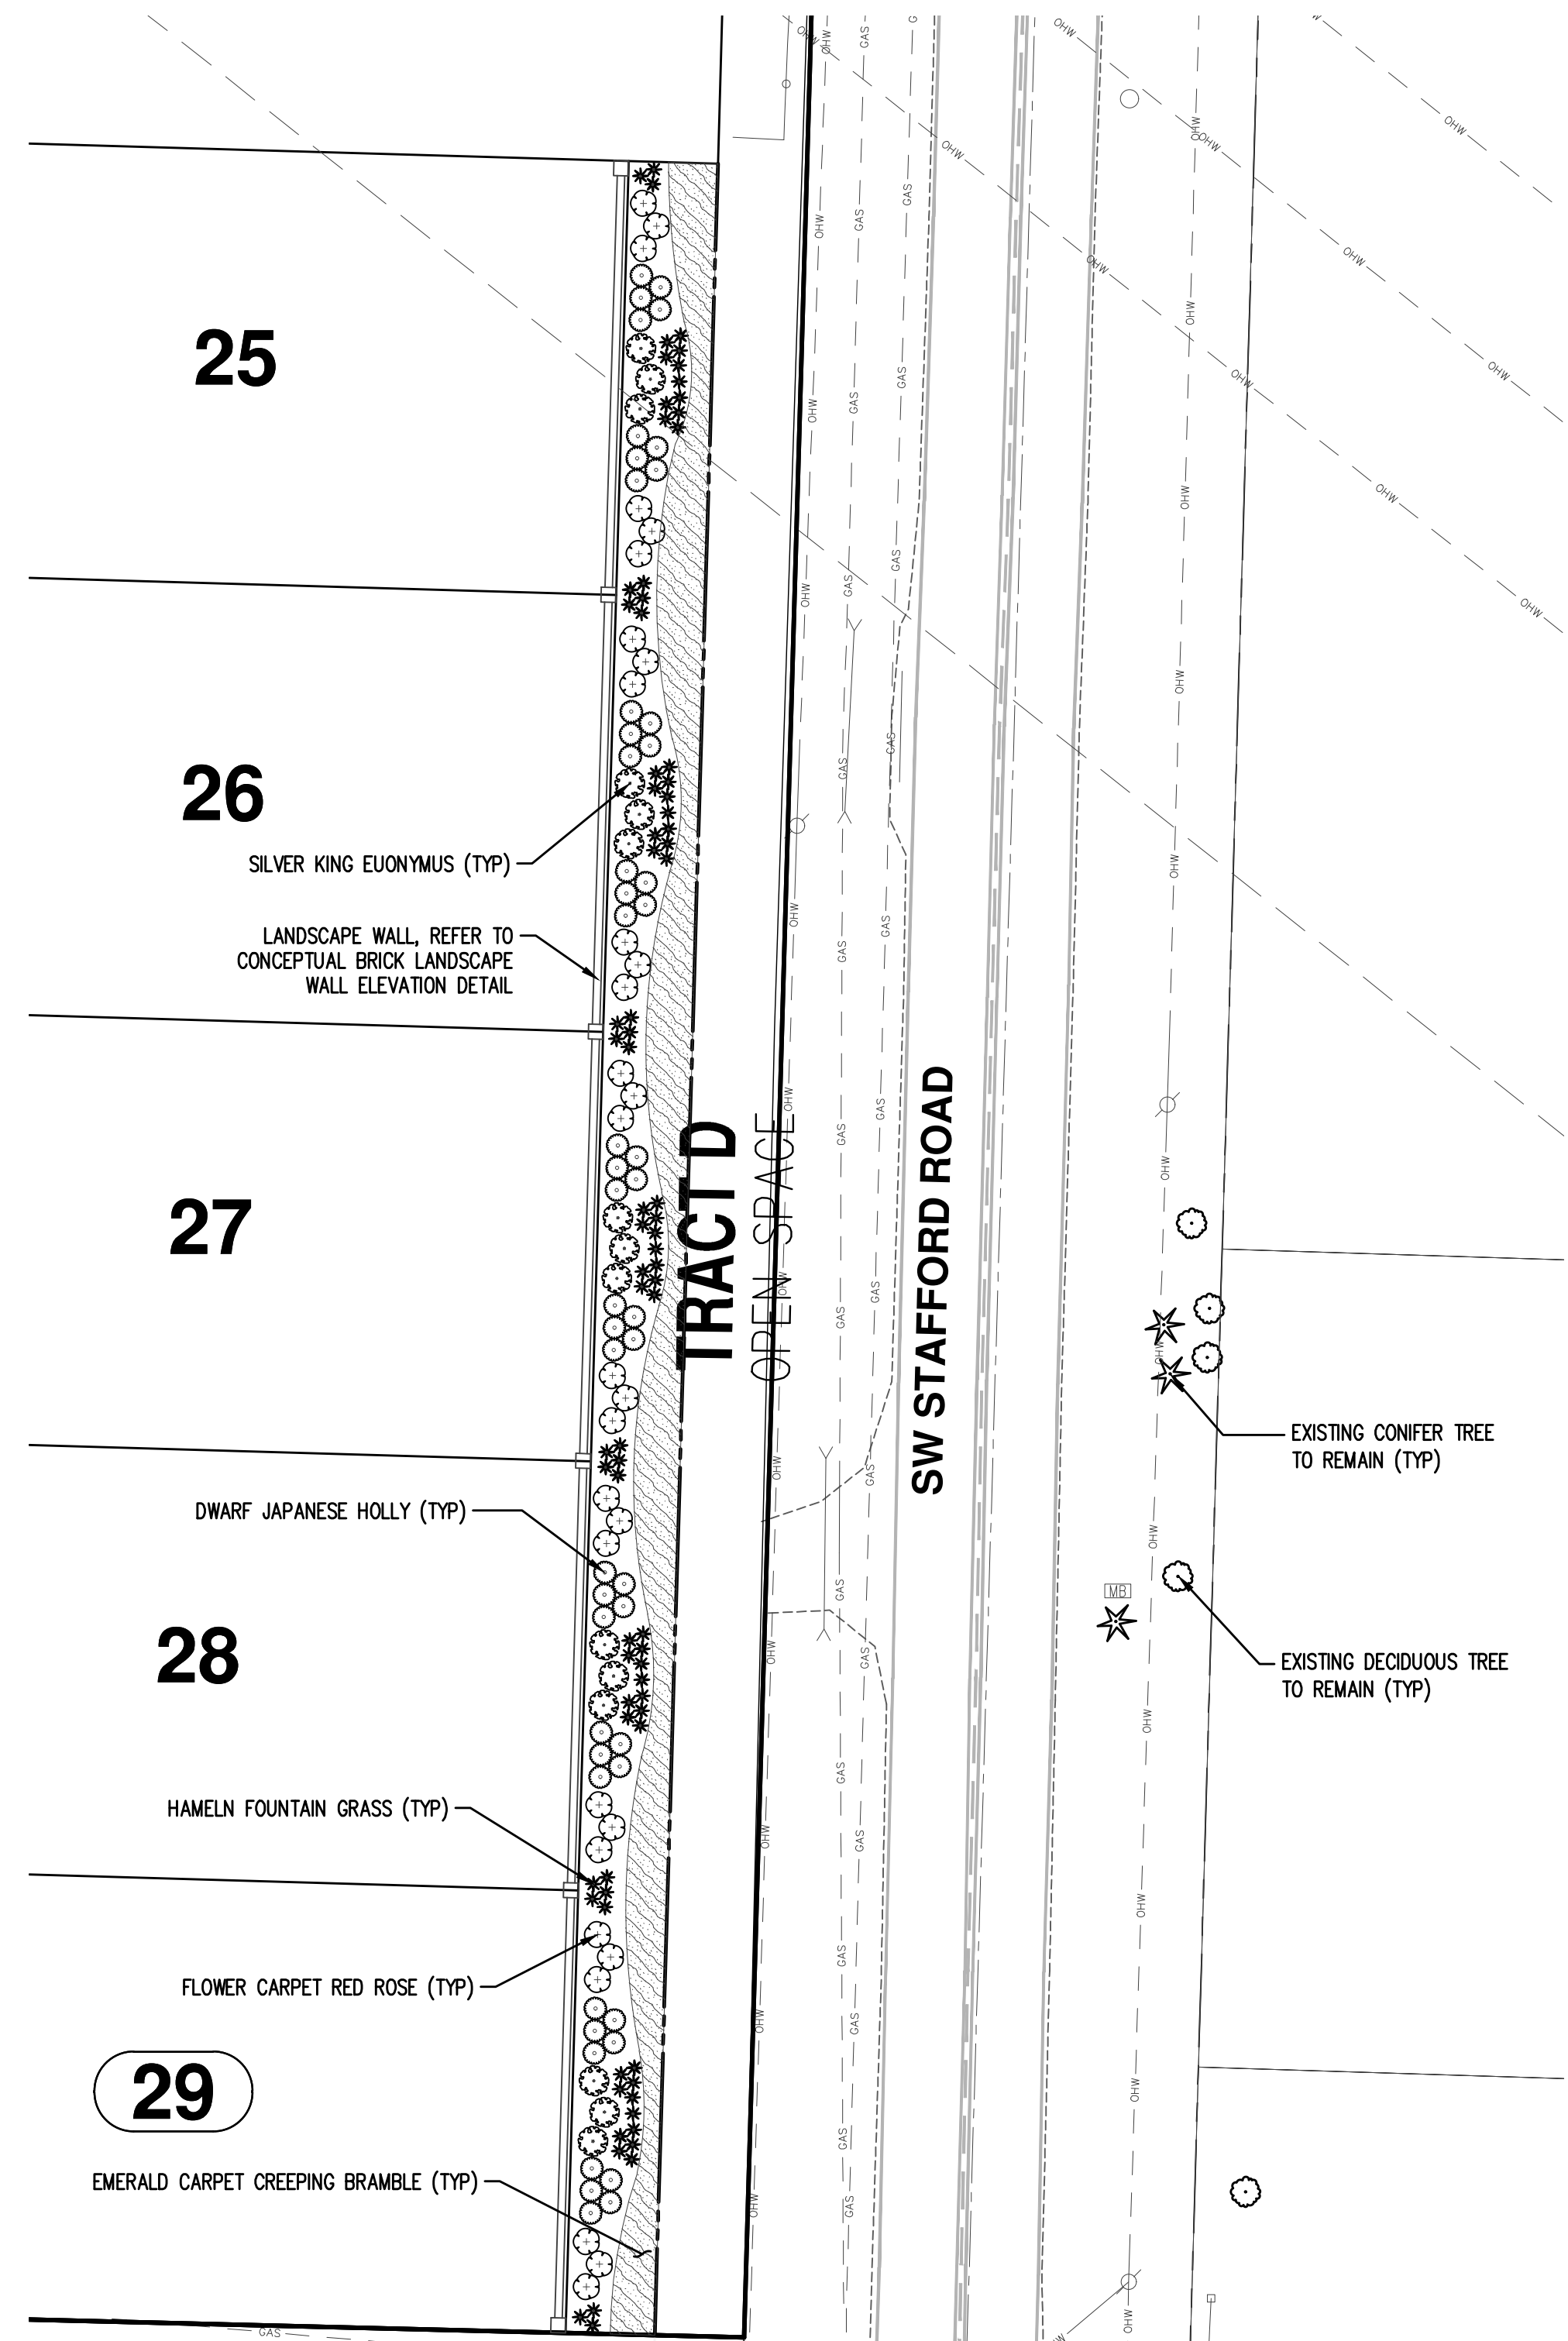 25
26
SILVER KING EUONYMUS (TYP)
LANDSCAPE WALL, REFER TO
CONCEPTUAL BRICK LANDSCAPE
WALL ELEVATION DETAIL
27
TRACT D
OPEN SPACE
SW STAFFORD ROAD
EXISTING CONIFER TREE
TO REMAIN (TYP)
DWARF JAPANESE HOLLY (TYP)
MB
28
EXISTING DECIDUOUS TREE
TO REMAIN (TYP)
HAMELN FOUNTAIN GRASS (TYP)
FLOWER CARPET RED ROSE (TYP)
29
EMERALD CARPET CREEPING BRAMBLE (TYP)
GAS
OHW